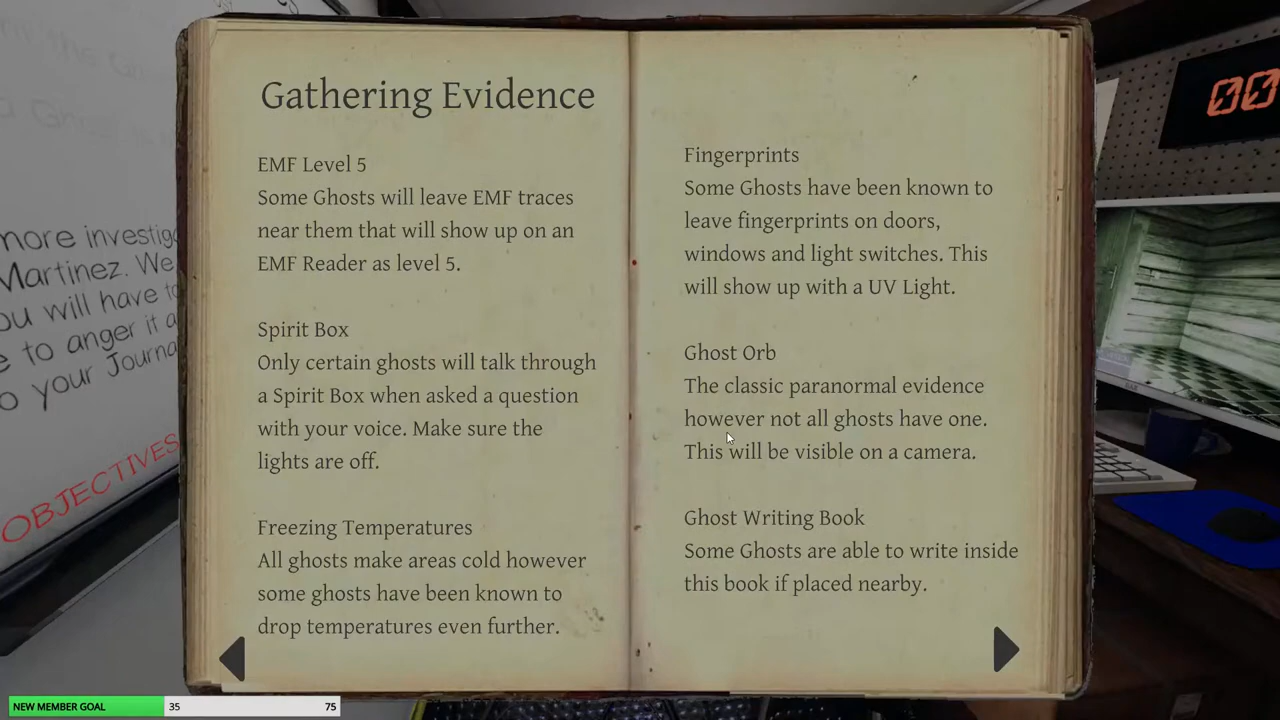 Gathering Evidence
EMF Level 5
Some Ghosts will leave EMF traces
near them that will show up on an
EMF Reader as level 5.
Spirit Box
Only certain ghosts will talk through
a Spirit Box when asked a question
with your voice. Make sure the
lights are off.
Freezing Temperatures
All ghosts make areas cold however
some ghosts have been known to
drop temperatures even further.
Fingerprints
Some Ghosts have been known to
leave fingerprints on doors,
windows and light switches. This
will show up with a UV Light.
Ghost Orb
The classic paranormal evidence
however not all ghosts have one.
This will be visible on a camera.
Ghost Writing Book
Some Ghosts are able to write inside
this book if placed nearby.
more investig
Martinez. We
ou will have to
e to anger it a
o your Journa
OBJECTIVES
00
NEW MEMBER GOAL 35 75